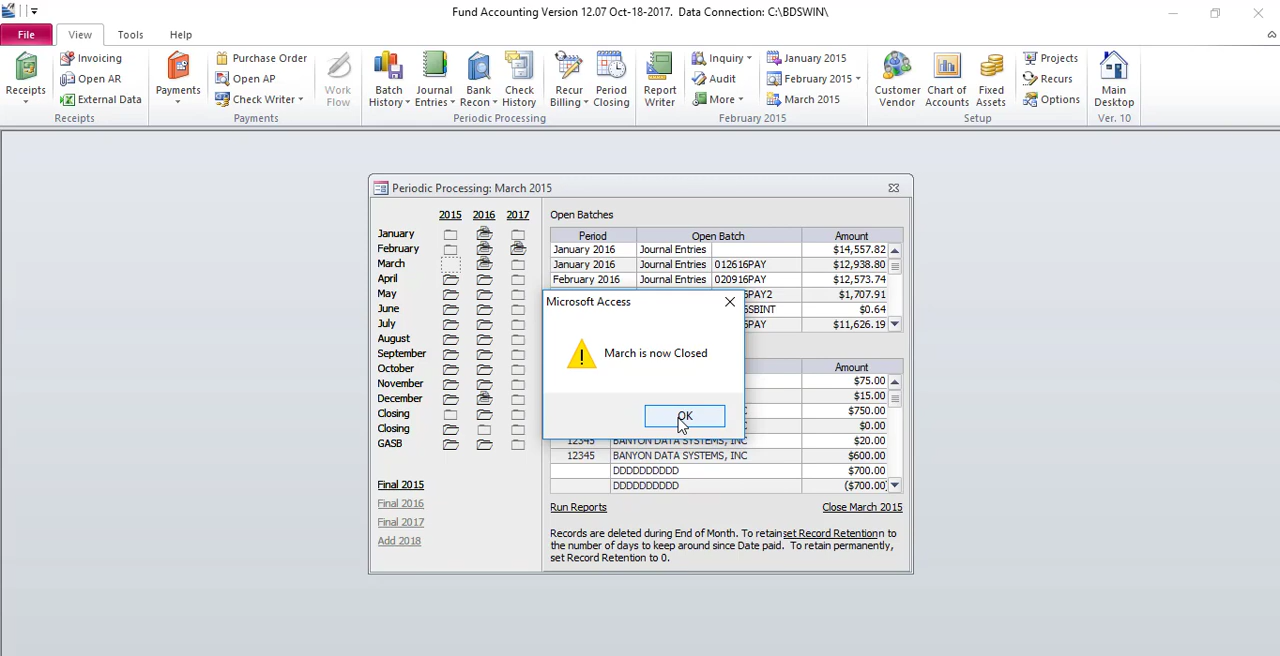 Fund Accounting Version 12.07 Oct-18-2017.  Data Connection: C:\BDSWIN\
File View Tools Help
Receipts
Invoicing
Open AR
External Data
Receipts
Payments
Purchase Order
Open AP
Check Writer
Payments
Work Flow
Batch History
Journal Entries
Bank Recon
Check History
Recur Billing
Period Closing
Periodic Processing
Report Writer
Inquiry
Audit
More
January 2015
February 2015
March 2015
February 2015
Customer Vendor
Chart of Accounts
Fixed Assets
Projects
Recurs
Options
Setup
Main Desktop
Ver. 10
Periodic Processing: March 2015
2015 2016 2017
January
February
March
April
May
June
July
August
September
October
November
December
Closing
Closing
GASB
Final 2015
Final 2016
Final 2017
Add 2018
Open Batches
Period Open Batch Amount
January 2016 Journal Entries $14,557.82
January 2016 Journal Entries 012616PAY $12,938.80
February 2016 Journal Entries 020916PAY $12,573.74
PAY2 $1,707.91
SBINT $0.64
PAY $11,626.19
Microsoft Access
March is now Closed
OK
Amount
$75.00
$15.00
$750.00
$0.00
12345 BANYON DATA SYSTEMS, INC $20.00
12345 BANYON DATA SYSTEMS, INC $600.00
DDDDDDDDDD $700.00
DDDDDDDDDD ($700.00)
Run Reports Close March 2015
Records are deleted during End of Month. To retain set Record Retention to
the number of days to keep around since Date paid.  To retain permanently,
set Record Retention to 0.